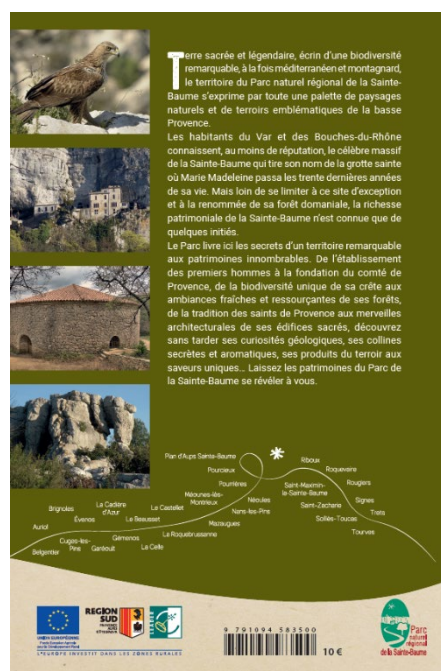 Terre sacrée et légendaire, écrin d'une biodiversité
remarquable, à la fois méditerranéen et montagnard,
le territoire du Parc naturel régional de la Sainte-
Baume s'exprime par toute une palette de paysages
naturels et de terroirs emblématiques de la basse
Provence.
Les habitants du Var et des Bouches-du-Rhône
connaissent, au moins de réputation, le célèbre massif
de la Sainte-Baume qui tire son nom de la grotte sainte
où Marie Madeleine passa les trente dernières années
de sa vie. Mais loin de se limiter à ce site d'exception
et à la renommée de sa forêt domaniale, la richesse
patrimoniale de la Sainte-Baume n'est connue que de
quelques initiés.
Le Parc livre ici les secrets d'un territoire remarquable
aux patrimoines innombrables. De l'établissement
des premiers hommes à la fondation du comté de
Provence, de la biodiversité unique de sa crête aux
ambiances fraîches et ressourçantes de ses forêts,
de la tradition des saints de Provence aux merveilles
architecturales de ses édifices sacrés, découvrez
sans tarder ses curiosités géologiques, ses collines
secrètes et aromatiques, ses produits du terroir aux
saveurs uniques... Laissez les patrimoines du Parc de
la Sainte-Baume se révéler à vous.
Plan d'Aups Sainte-Baume
Riboux
Pourcieux
Roquevaire
Pourrières
Rougiers
Méounes-lès-
Montrieux
Néoules
Saint-Maximin-
la-Sainte-Baume
Signes
La Cadière
d'Azur
Le Castellet
Nans-les-Pins
Saint-Zacharie
Trets
Brignoles
Évenos
Le Beausset
Mazaugues
Solliès-Toucas
Auriol
Gémenos
La Roquebrussanne
Tourves
Cuges-les-
Pins
Belgentier
Garéoult
La Celle
UNION EUROPÉENNE
REGION
SUD
LEADER
L'EUROPE INVESTIT DANS LES ZONES RURALES
9 791094 583500
10 €
Parc
naturel
régional
de la Sainte-Baume